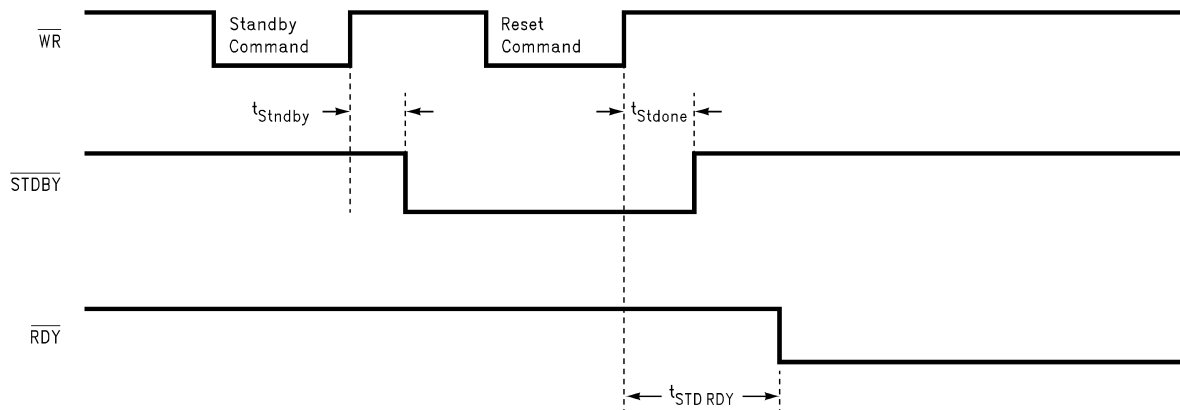 WR
Standby
Command
Reset
Command
tStndby
tStdone
STDBY
RDY
tSTD RDY